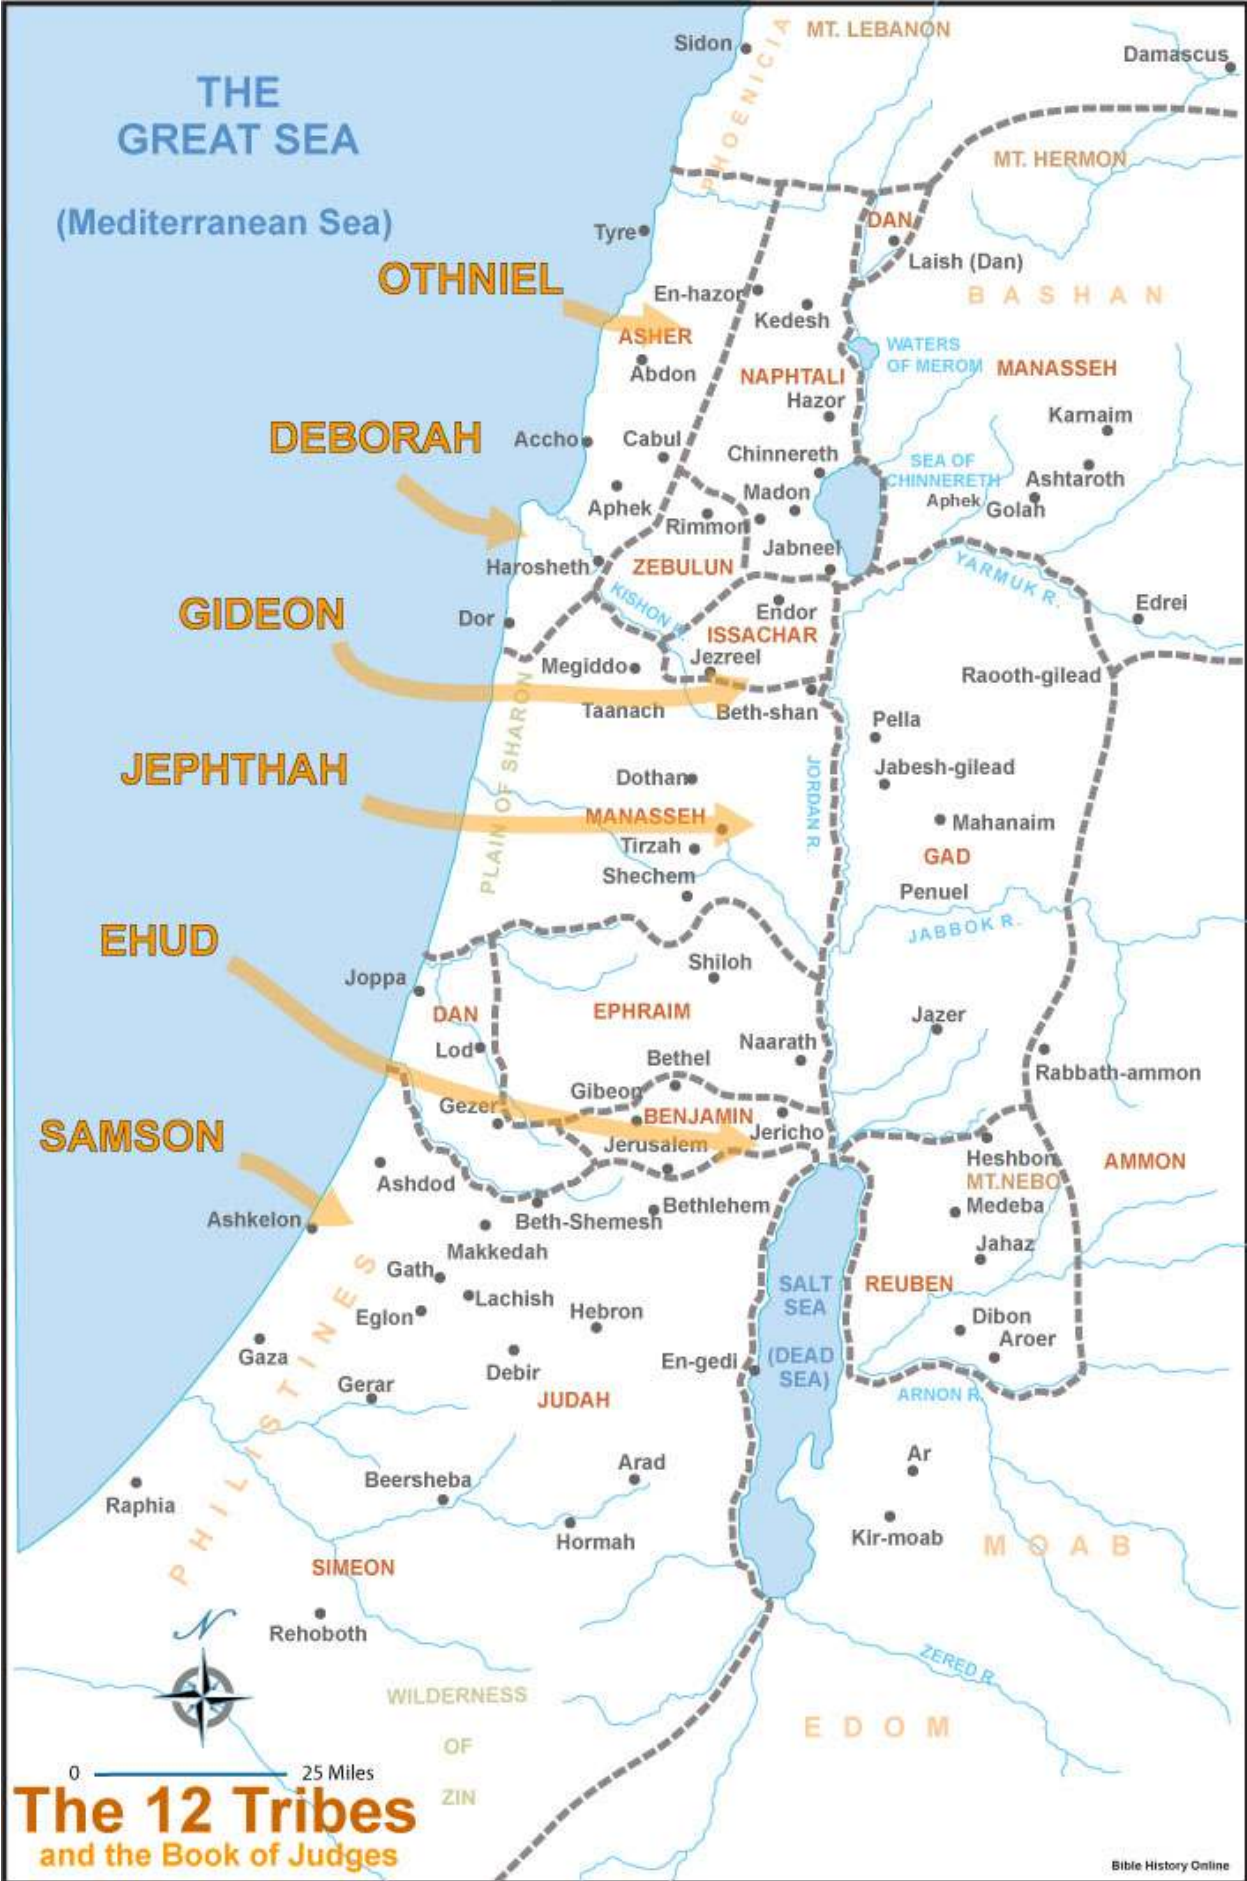 Sidon
PHOENICIA
MT. LEBANON
Damascus
THE
GREAT SEA
(Mediterranean Sea)
MT. HERMON
Tyre
DAN
Laish (Dan)
OTHNIEL
En-hazor
Kedesh
BASHAN
ASHER
Abdon
NAPHTALI
Hazor
WATERS
OF MEROM
MANASSEH
Karnaim
DEBORAH
Accho
Cabul
Chinnereth
SEA OF
CHINNERETH
Ashtaroth
Aphek
Madon
Aphek
Golan
Rimmon
Jabneel
Harosheth
ZEBULUN
YARMUK R.
KISHON R.
GIDEON
Dor
Endor
Edrei
ISSACHAR
Megiddo
Jezreel
Raooth-gilead
Taanach
Beth-shan
Pella
PLAIN OF SHARON
JEPHTHAH
Dothan
JORDAN R.
Jabesh-gilead
MANASSEH
Mahanaim
Tirzah
GAD
Shechem
Penuel
JABBOK R.
EHUD
Joppa
Shiloh
DAN
EPHRAIM
Jazer
Lod
Naarath
Bethel
Rabbath-ammon
Gibeon
Gezer
BENJAMIN
Jericho
SAMSON
Jerusalem
Heshbon
AMMON
Ashdod
MT.NEBO
Ashkelon
Beth-Shemesh
Bethlehem
Medeba
Makkedah
Jahaz
Gath
Lachish
SALT
SEA
(DEAD
SEA)
REUBEN
Eglon
Hebron
Dibon
Aroer
Gaza
Debir
En-gedi
Gerar
JUDAH
ARNON R.
PHILISTINES
Arad
Ar
Raphia
Beersheba
Hormah
Kir-moab
MOAB
SIMEON
Rehoboth
N
ZERED R.
WILDERNESS
OF
ZIN
EDOM
0 25 Miles
The 12 Tribes
and the Book of Judges
Bible History Online